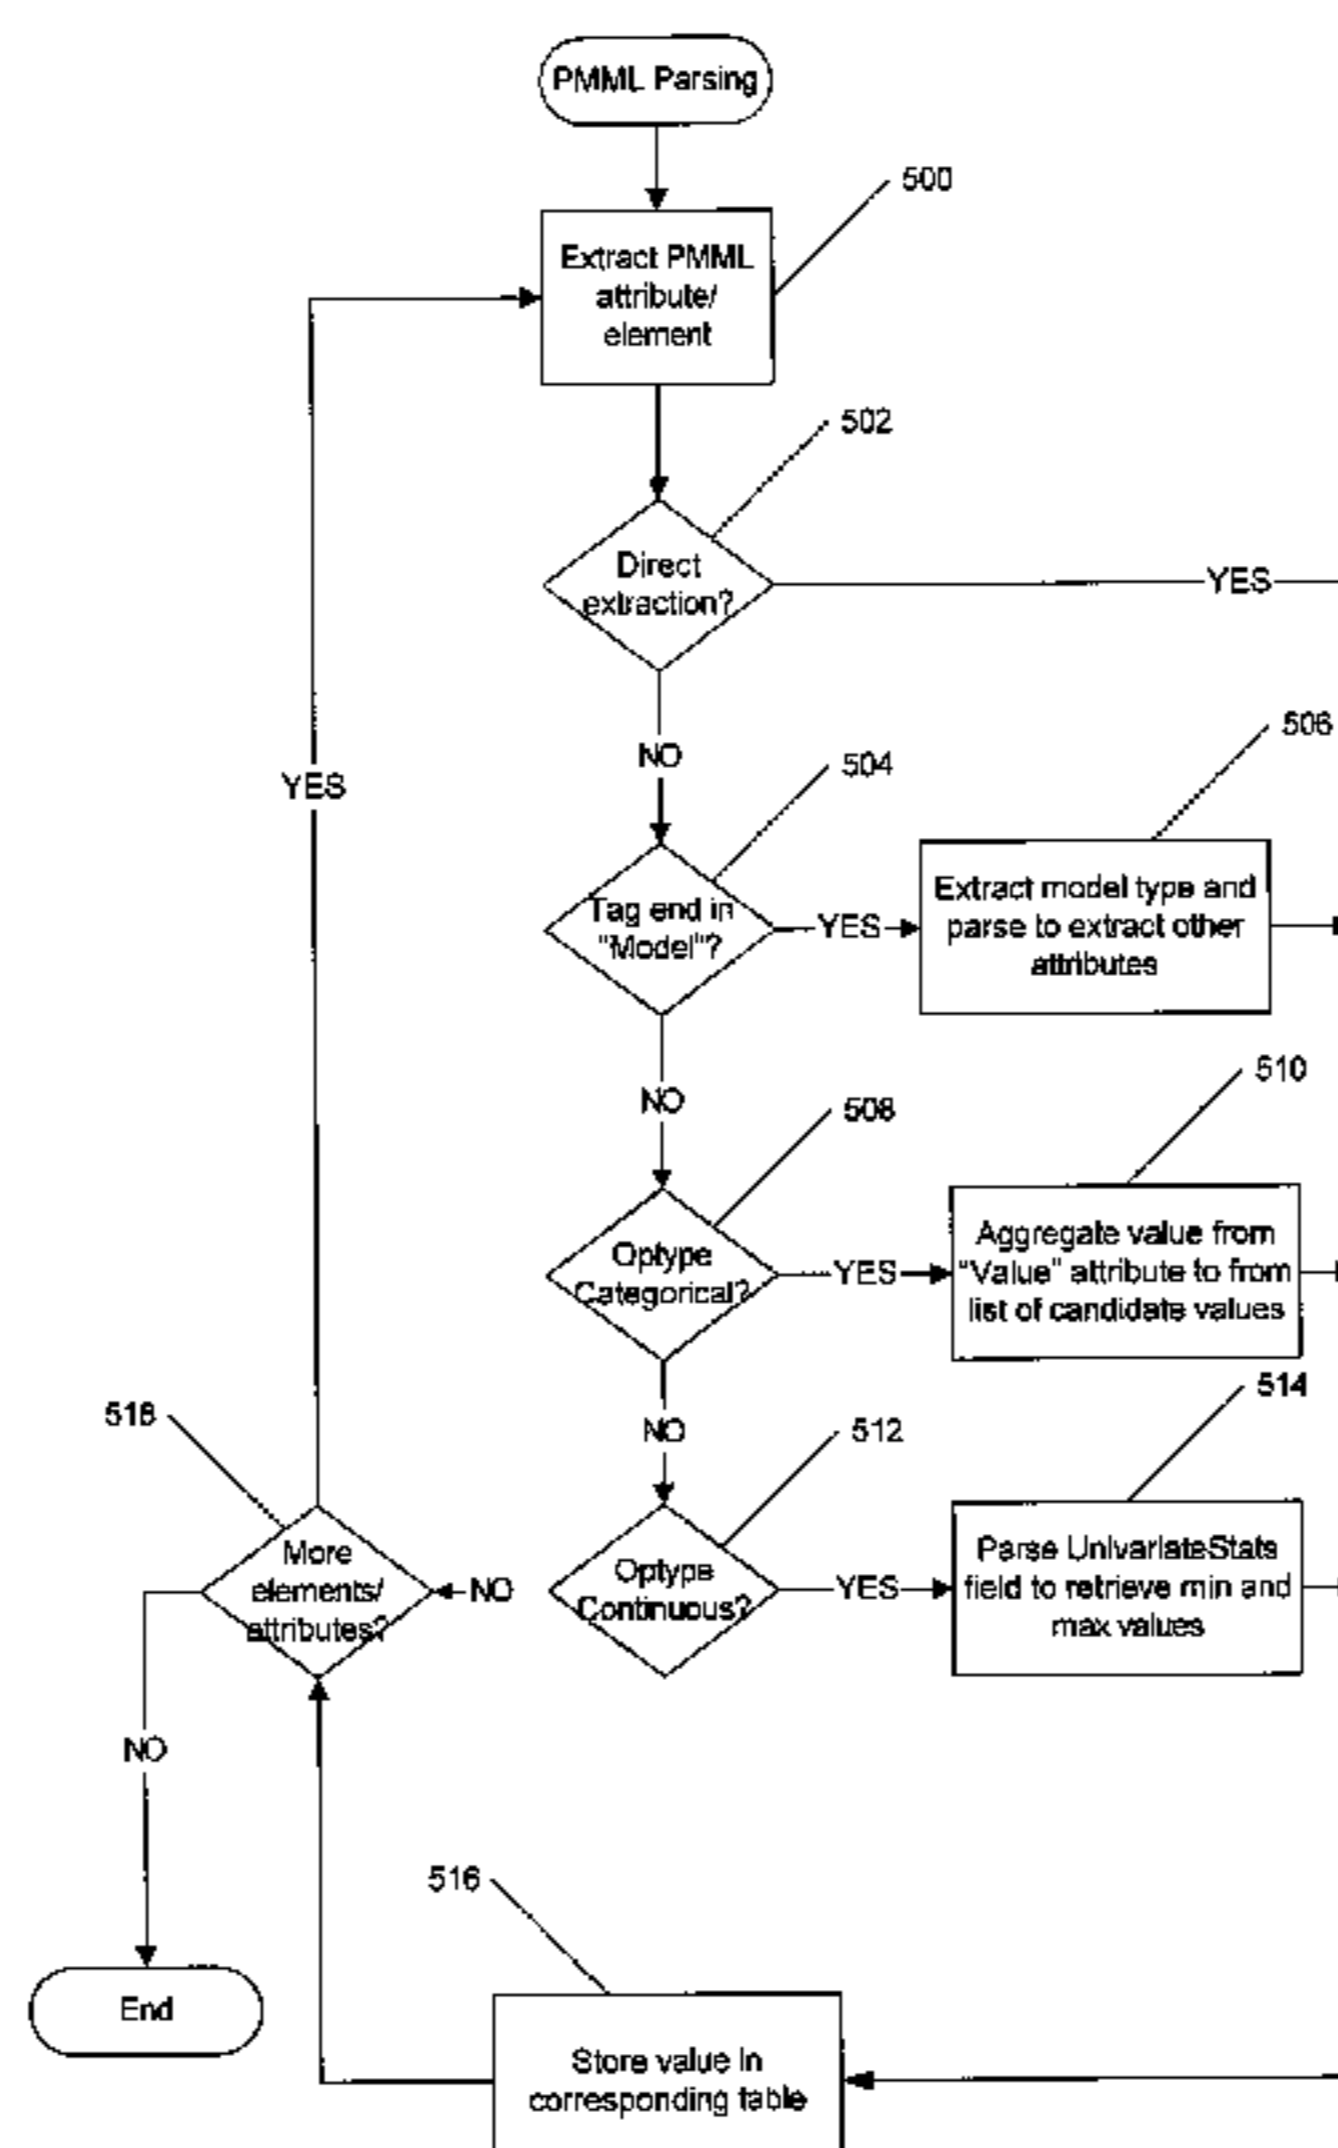 PMML Parsing
500
Extract PMML
attribute/
element
502
Direct
extraction?
YES
NO
506
504
YES
Tag end in
"Model"?
YES
Extract model type and
parse to extract other
attributes
NO
510
508
Optype
Categorical?
YES
Aggregate value from
"Value" attribute to from
list of candidate values
514
518
NO
512
More
elements/
attributes?
NO
Optype
Continuous?
YES
Parse UnivariateStats
field to retrieve min and
max values
NO
516
End
Store value in
corresponding table